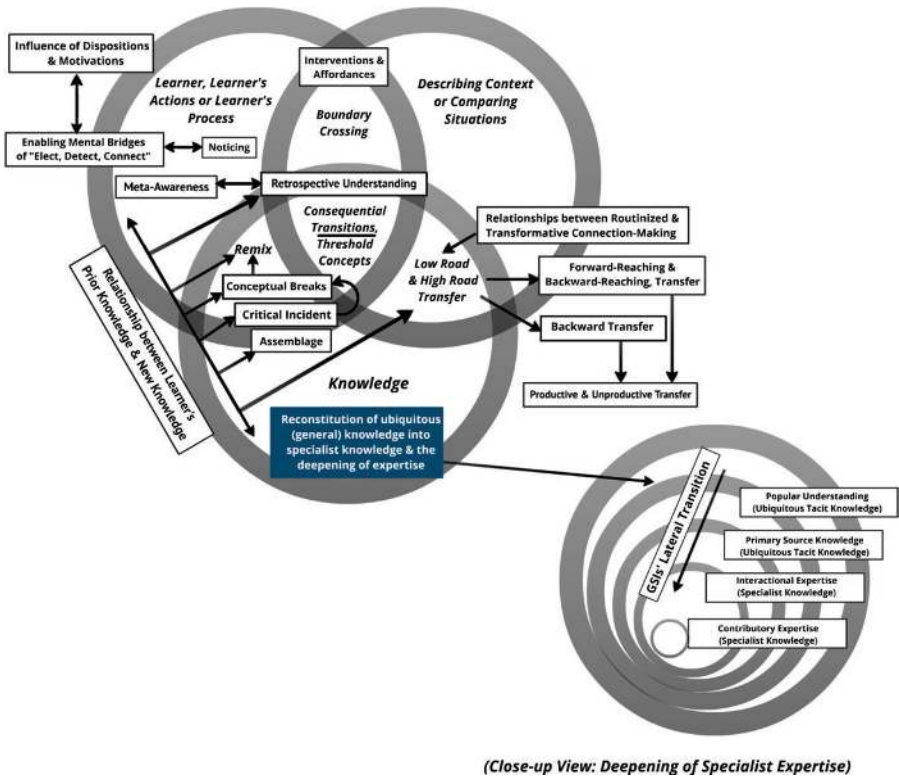 Influence of Dispositions
& Motivations
Interventions &
Affordances
Learner, Learner's
Actions or Learner's
Process
Describing Context
or Comparing
Situations
Boundary
Crossing
Enabling Mental Bridges
of "Elect, Detect, Connect"
Noticing
Meta-Awareness
Retrospective Understanding
Consequential
Transitions,
Threshold
Concepts
Relationships between Routinized &
Transformative Connection-Making
Remix
Low Road
& High Road
Transfer
Forward-Reaching &
Backward-Reaching, Transfer
Conceptual Breaks
Critical Incident
Assemblage
Backward Transfer
Relationship between Learner's
Prior Knowledge & New Knowledge
Knowledge
Productive & Unproductive Transfer
Reconstitution of ubiquitous
(general) knowledge into
specialist knowledge & the
deepening of expertise
GSIs' Lateral Transition
Popular Understanding
(Ubiquitous Tacit Knowledge)
Primary Source Knowledge
(Ubiquitous Tacit Knowledge)
Interactional Expertise
(Specialist Knowledge)
Contributory Expertise
(Specialist Knowledge)
(Close-up View: Deepening of Specialist Expertise)